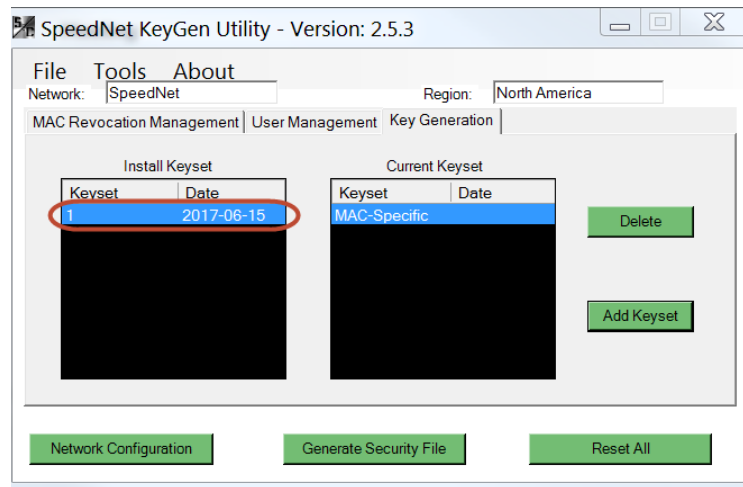 SpeedNet KeyGen Utility - Version: 2.5.3
File Tools About
Network: SpeedNet Region: North America
MAC Revocation Management User Management Key Generation
Install Keyset Current Keyset
Keyset Date Keyset Date
1 2017-06-15 MAC-Specific
Delete
Add Keyset
Network Configuration Generate Security File Reset All